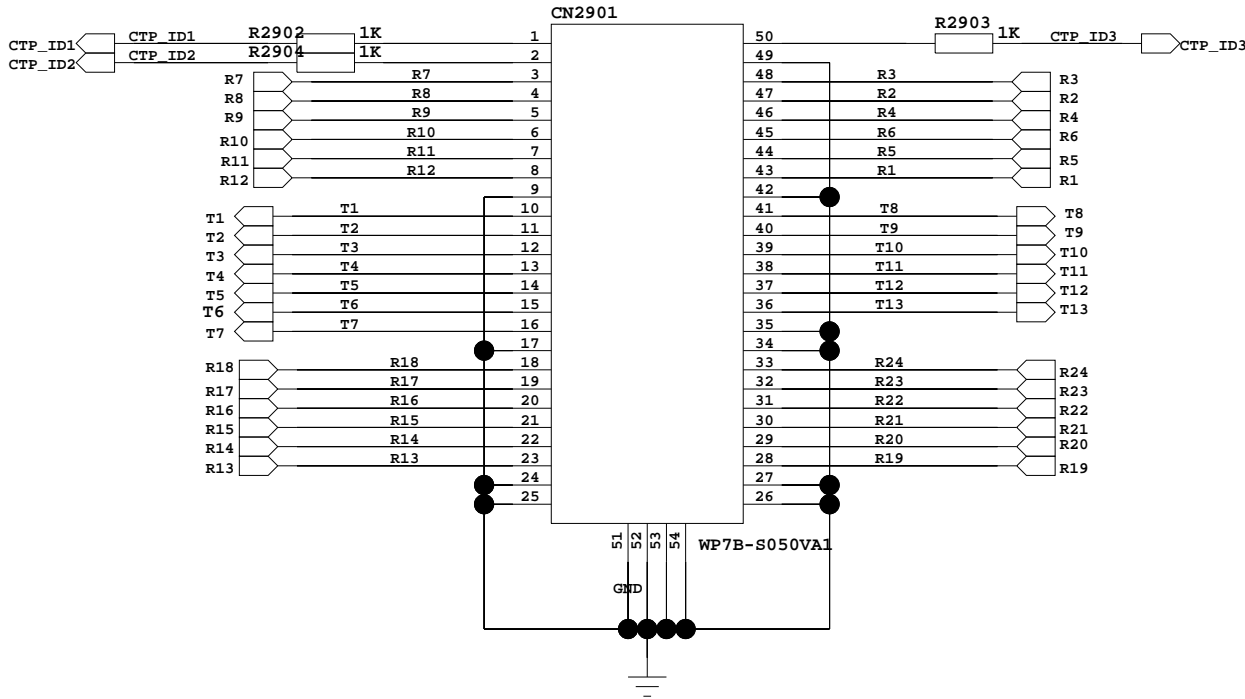 CN2901
CTP_ID1 CTP_ID1 R2902 1K 1 50 R2903 1K CTP_ID3 CTP_ID3
CTP_ID2 CTP_ID2 R2904 1K 2 49
R7 R7 3 48 R3 R3
R8 R8 4 47 R2 R2
R9 R9 5 46 R4 R4
R10 R10 6 45 R6 R6
R11 R11 7 44 R5 R5
R12 R12 8 43 R1 R1
9 42
T1 T1 10 41 T8 T8
T2 T2 11 40 T9 T9
T3 T3 12 39 T10 T10
T4 T4 13 38 T11 T11
T5 T5 14 37 T12 T12
T6 T6 15 36 T13 T13
T7 T7 16 35
17 34
R18 R18 18 33 R24 R24
R17 R17 19 32 R23 R23
R16 R16 20 31 R22 R22
R15 R15 21 30 R21 R21
R14 R14 22 29 R20 R20
R13 R13 23 28 R19 R19
24 27
25 26
51 52 53 54 WP7B-S050VA1
GND